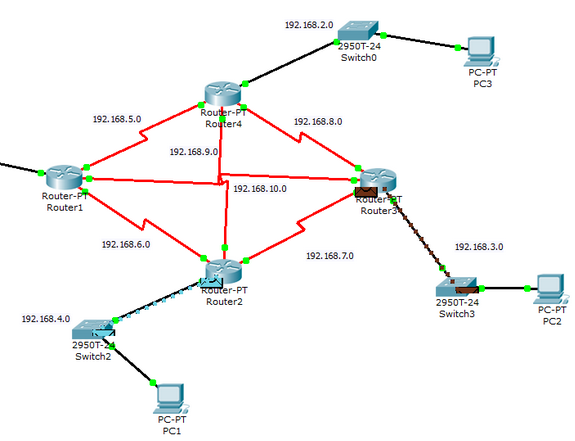 192.168.2.0
2950T-24
Switch0
PC-PT
PC3
Router-PT
Router4
192.168.5.0
192.168.8.0
192.168.9.0
Router-PT
Router1
192.168.10.0
Router-PT
Router3
192.168.6.0
192.168.7.0
192.168.3.0
Router-PT
Router2
2950T-24
Switch3
PC-PT
PC2
192.168.4.0
2950T-24
Switch2
PC-PT
PC1